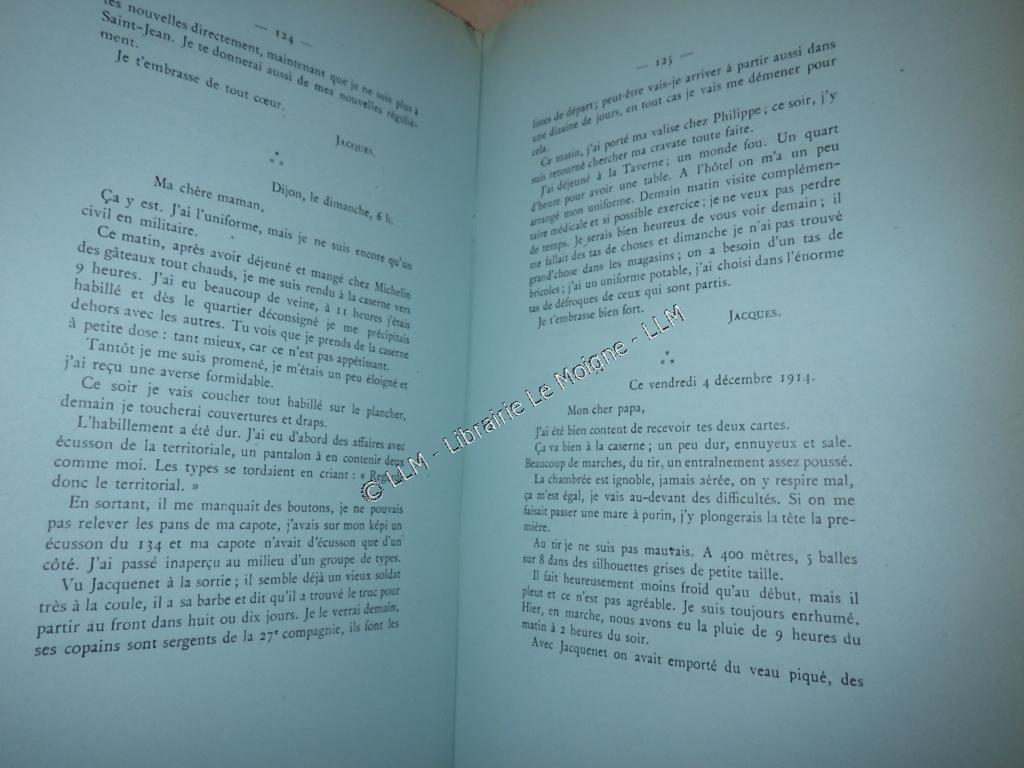 — 124 —
tes nouvelles directement, maintenant que je ne suis plus à
Saint-Jean. Je te donnerai aussi de mes nouvelles réguliè-
ment.
Je t'embrasse de tout cœur.
JACQUES.
Dijon, le dimanche, 6 h.
Ma chère maman,
Ça y est. J'ai l'uniforme, mais je ne suis encore qu'un
civil en militaire.
Ce matin, après avoir déjeuné et mangé chez Michelin
des gâteaux tout chauds, je me suis rendu à la caserne vers
9 heures. J'ai eu beaucoup de veine, à 11 heures j'étais
habillé et dès le quartier déconsigné je me précipitais
dehors avec les autres. Tu vois que je prends de la caserne
à petite dose : tant mieux, car ce n'est pas appétissant.
Tantôt je me suis promené, je m'étais un peu éloigné et
j'ai reçu une averse formidable.
Ce soir je vais coucher tout habillé sur le plancher,
demain je toucherai couvertures et draps.
L'habillement a été dur. J'ai eu d'abord des affaires avec
écusson de la territoriale, un pantalon à en contenir deux
comme moi. Les types se tordaient en criant : «
donc le territorial. »
En sortant, il me manquait des boutons, je ne pouvais
pas relever les pans de ma capote, j'avais sur mon képi un
écusson du 134 et ma capote n'avait d'écusson que d'un
côté. J'ai passé inaperçu au milieu d'un groupe de types.
Vu Jacquenet à la sortie ; il semble déjà un vieux soldat
très à la coule, il a sa barbe et dit qu'il a trouvé le truc pour
partir au front dans huit ou dix jours. Je le verrai demain,
ses copains sont sergents de la 27e compagnie, ils font les
— 125 —
listes de départ ; peut-être vais-je arriver à partir aussi dans
une dizaine de jours, en tout cas je vais me démener pour
cela.
Ce matin, j'ai porté ma valise chez Philippe ; ce soir, j'y
suis retourné chercher ma cravate toute faite.
J'ai déjeuné à la Taverne ; un monde fou. Un quart
d'heure pour avoir une table. A l'hôtel on m'a un peu
arrangé mon uniforme. Demain matin visite complémen-
taire médicale et si possible exercice ; je ne veux pas perdre
de temps. Je serais bien heureux de vous voir demain ; il
me fallait des tas de choses et dimanche je n'ai pas trouvé
grand'chose dans les magasins ; on a besoin d'un tas de
bricoles ; j'ai un uniforme potable, j'ai choisi dans l'énorme
tas de défroques de ceux qui sont partis.
Je t'embrasse bien fort.
JACQUES.
Ce vendredi 4 décembre 1914.
Mon cher papa,
J'ai été bien content de recevoir tes deux cartes.
Ça va bien à la caserne ; un peu dur, ennuyeux et sale.
Beaucoup de marches, du tir, un entraînement assez poussé.
La chambrée est ignoble, jamais aérée, on y respire mal,
ça m'est égal, je vais au-devant des difficultés. Si on me
faisait passer une mare à purin, j'y plongerais la tête la pre-
mière.
Au tir je ne suis pas mauvais. A 400 mètres, 5 balles
sur 8 dans des silhouettes grises de petite taille.
Il fait heureusement moins froid qu'au début, mais il
pleut et ce n'est pas agréable. Je suis toujours enrhumé.
Hier, en marche, nous avons eu la pluie de 9 heures du
matin à 2 heures du soir.
Avec Jacquenet on avait emporté du veau piqué, des
© LLM - Librairie Le Moigne - LLM